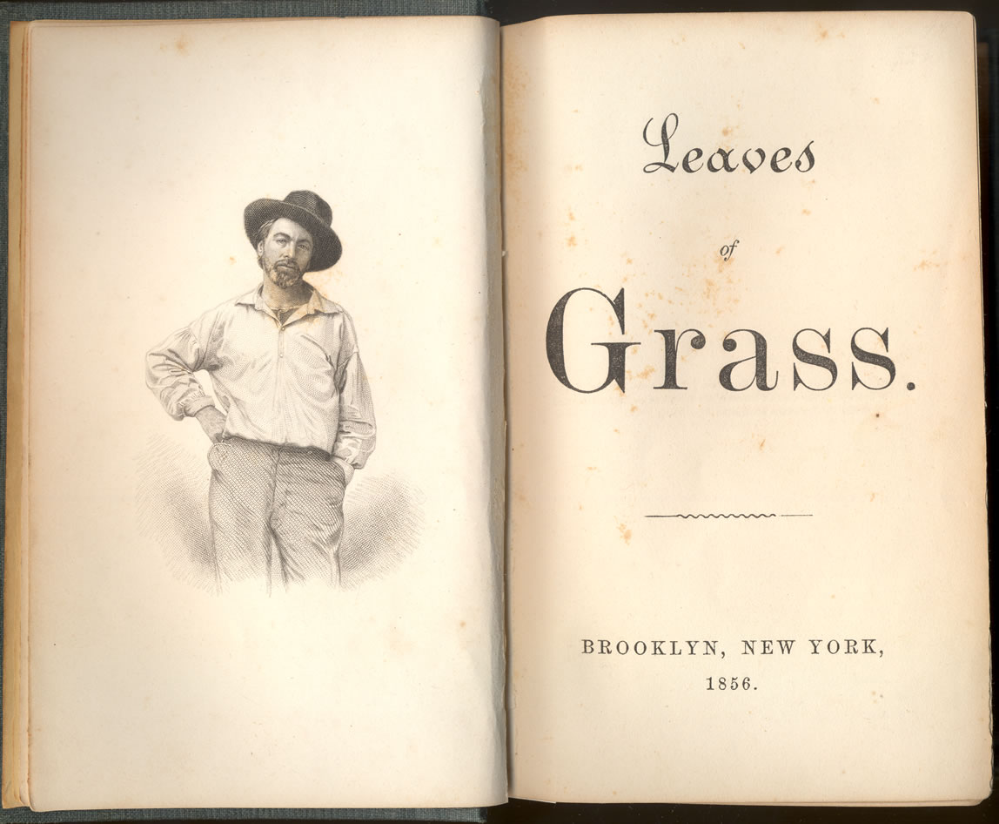 Leaves
of
Grass.
BROOKLYN, NEW YORK,
1856.